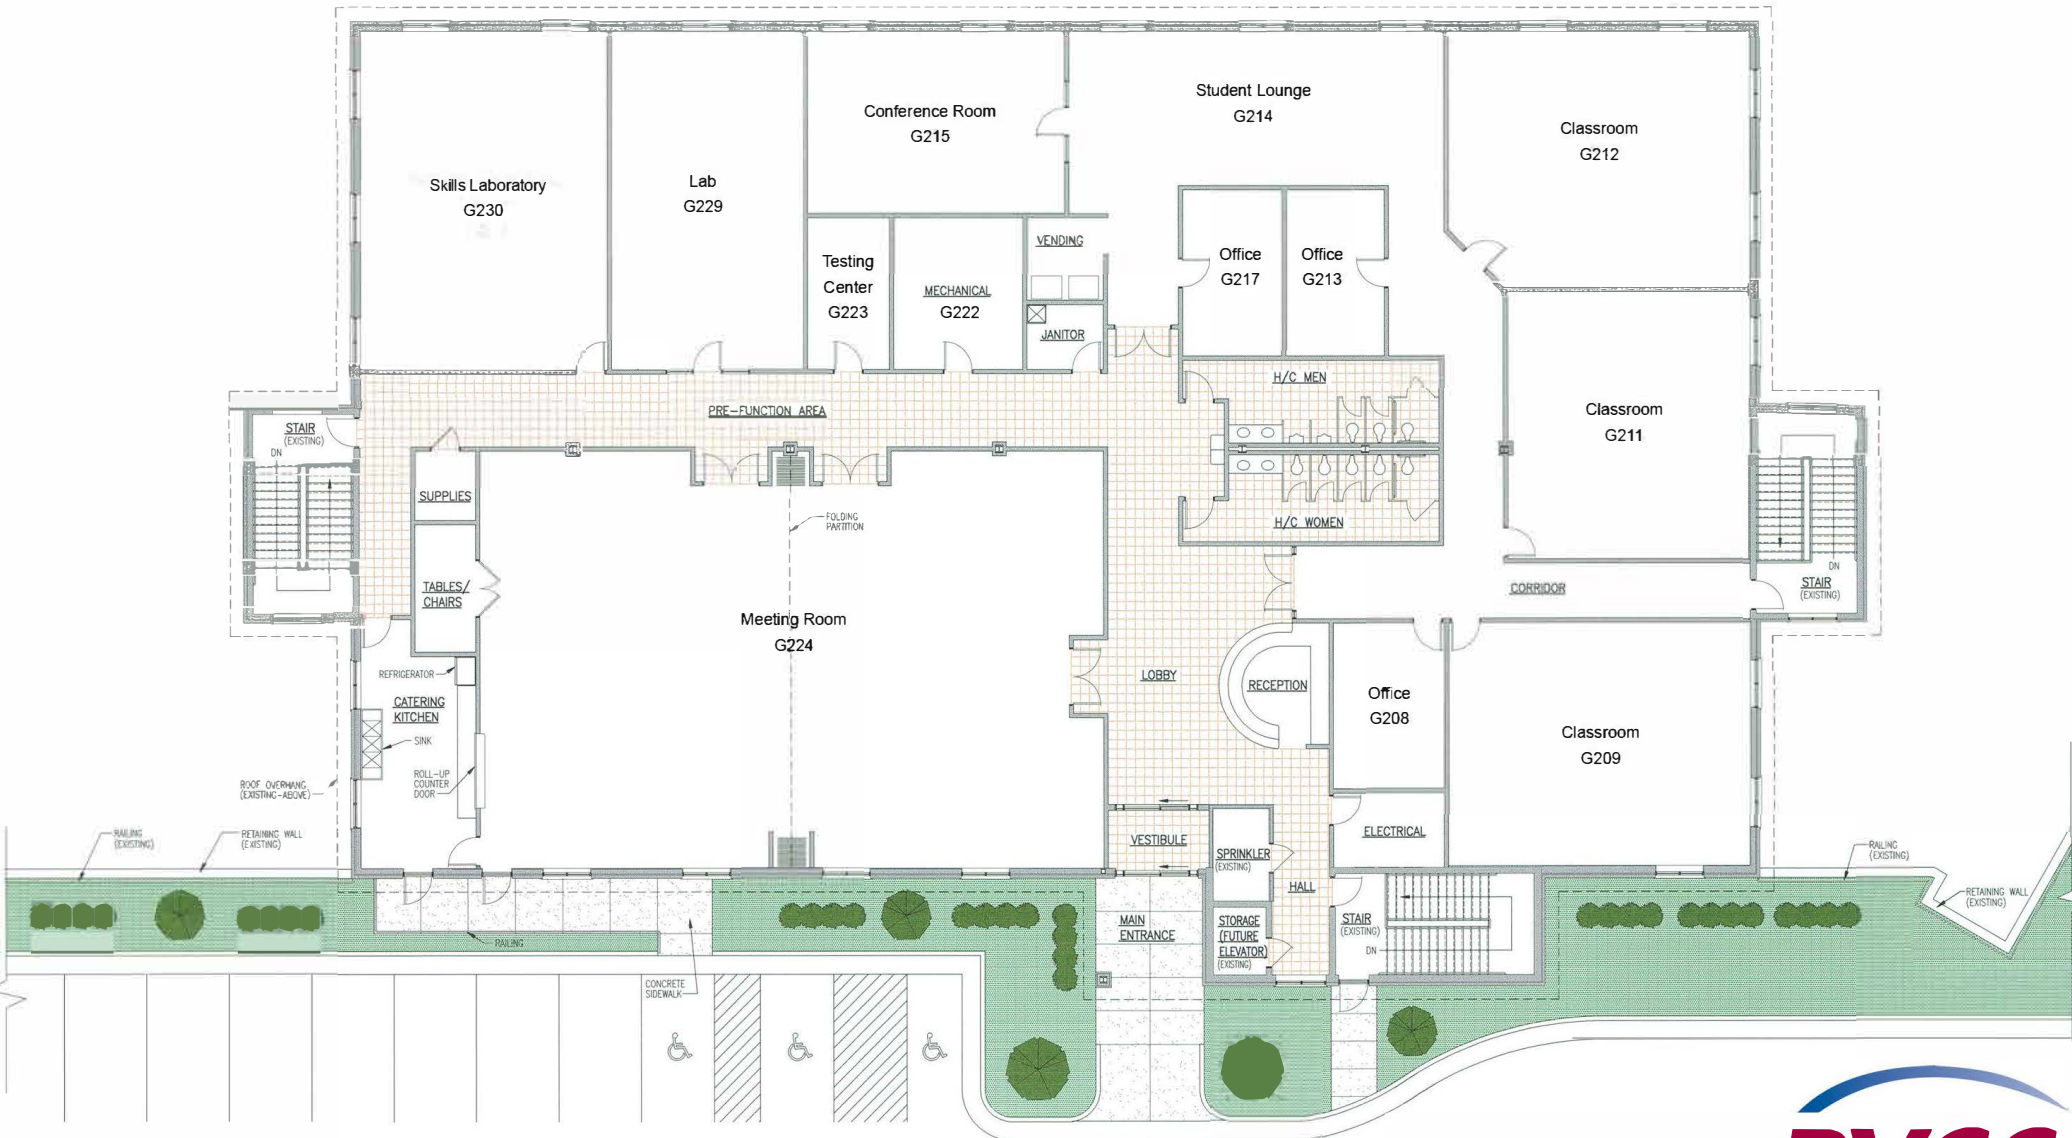 Skills Laboratory
G230
Lab
G229
Conference Room
G215
Student Lounge
G214
Classroom
G212
Testing
Center
G223
MECHANICAL
G222
VENDING
JANITOR
Office
G217
Office
G213
H/C MEN
H/C WOMEN
Classroom
G211
PRE-FUNCTION AREA
STAIR
(EXISTING)
DN
SUPPLIES
TABLES/
CHAIRS
FOLDING
PARTITION
Meeting Room
G224
CORRIDOR
DN
STAIR
(EXISTING)
REFRIGERATOR
CATERING
KITCHEN
SINK
ROLL-UP
COUNTER
DOOR
LOBBY
RECEPTION
Office
G208
Classroom
G209
ROOF OVERHANG
(EXISTING-ABOVE)
RAILING
(EXISTING)
RETAINING WALL
(EXISTING)
VESTIBULE
SPRINKLER
(EXISTING)
ELECTRICAL
HALL
RAILING
(EXISTING)
RETAINING WALL
(EXISTING)
MAIN
ENTRANCE
STORAGE
(FUTURE
ELEVATOR)
(EXISTING)
STAIR
(EXISTING)
DN
RAILING
CONCRETE
SIDEWALK